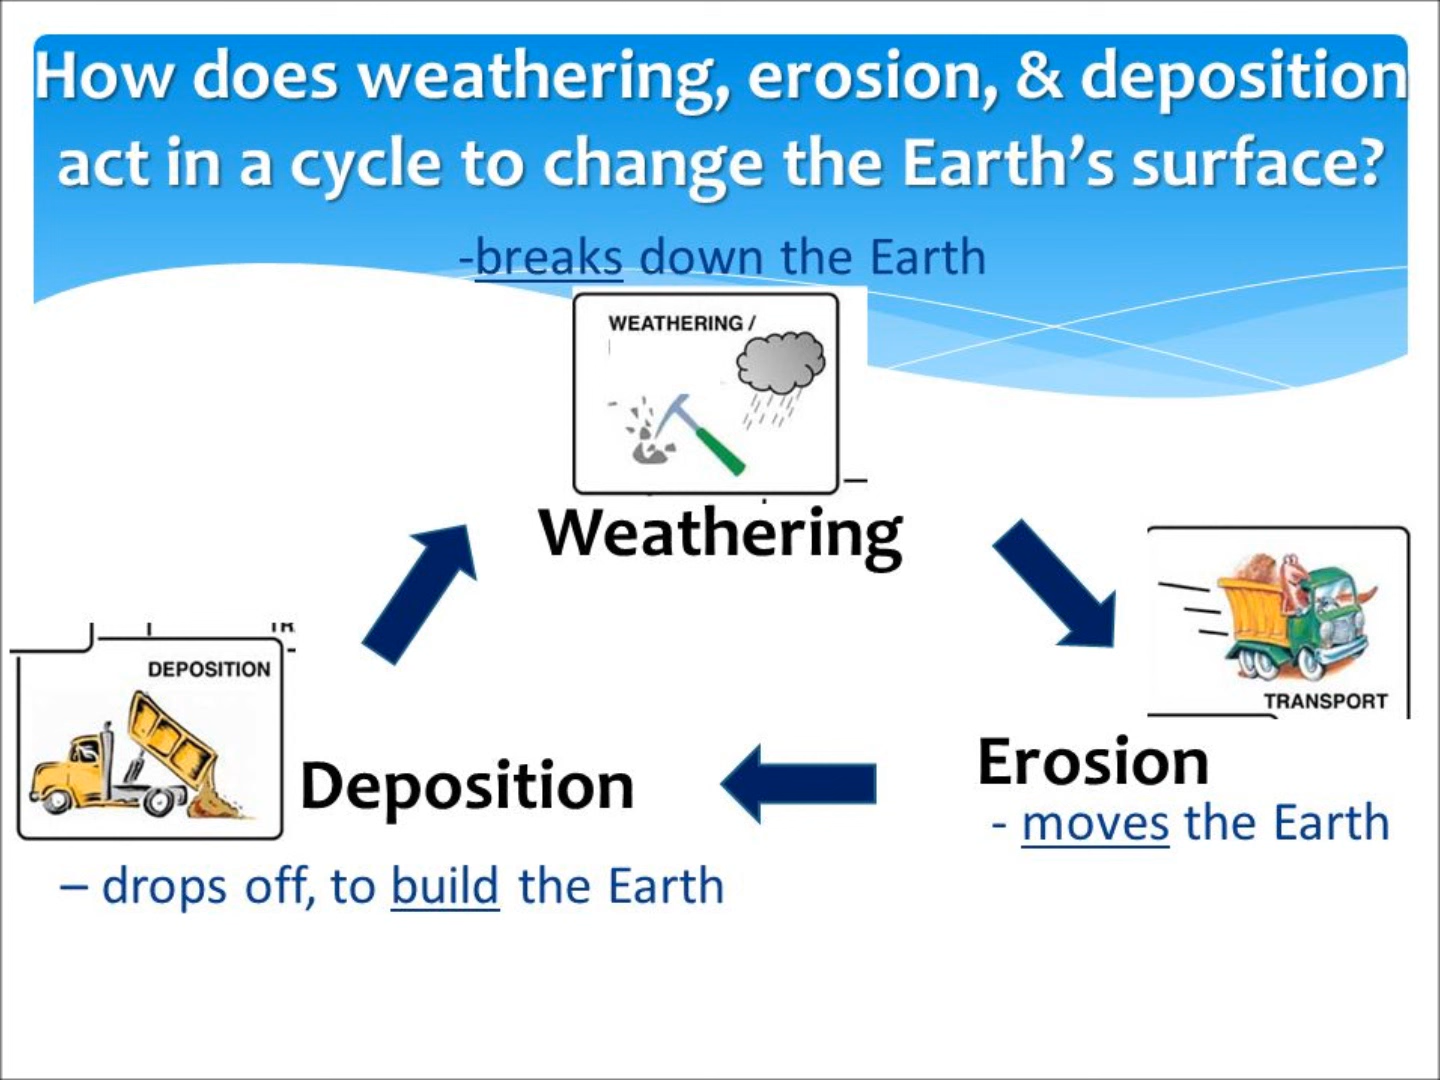 How does weathering, erosion, & deposition
act in a cycle to change the Earth’s surface?
-breaks down the Earth
WEATHERING /
Weathering
TRANSPORT
DEPOSITION
Erosion
- moves the Earth
Deposition
– drops off, to build the Earth